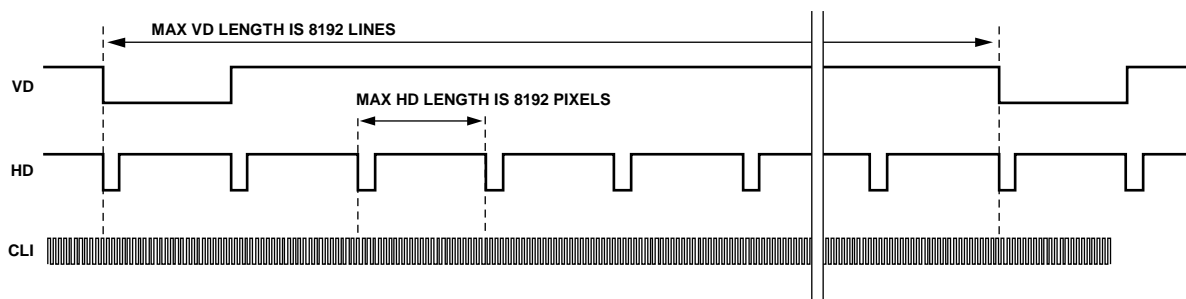 MAX VD LENGTH IS 8192 LINES
VD
MAX HD LENGTH IS 8192 PIXELS
HD
CLI